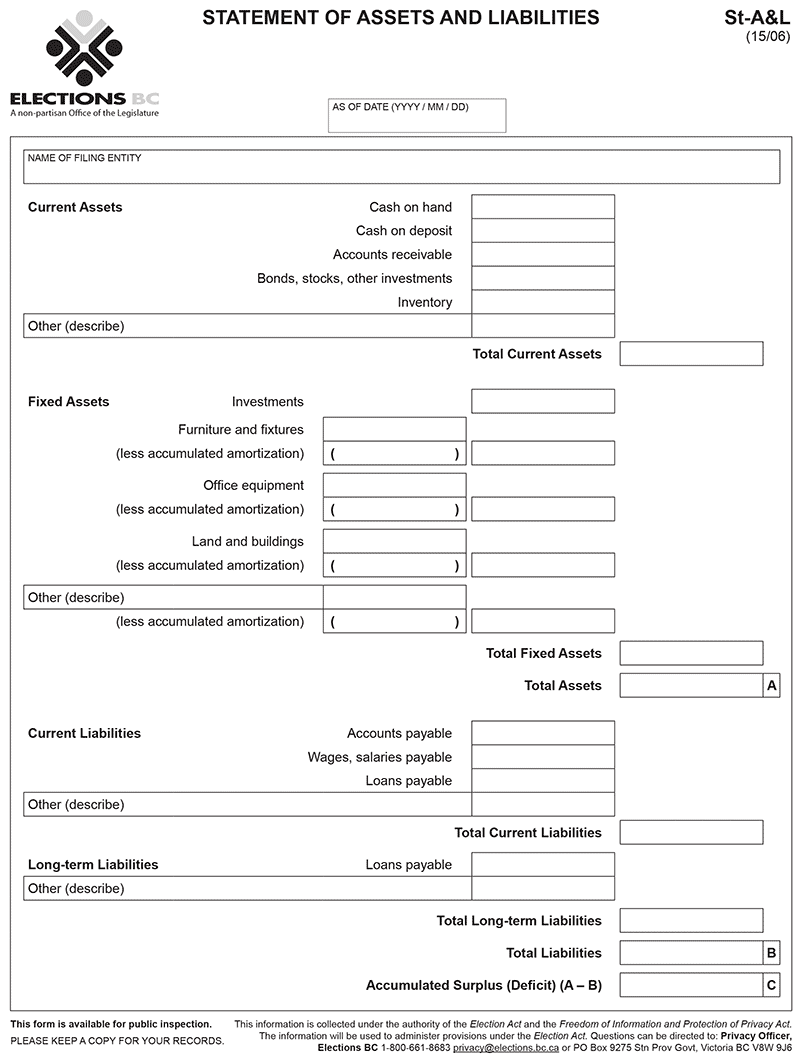 STATEMENT OF ASSETS AND LIABILITIES
St-A&L
(15/06)
ELECTIONS BC
A non-partisan Office of the Legislature
AS OF DATE (YYYY / MM / DD)
NAME OF FILING ENTITY
Current Assets
Cash on hand
Cash on deposit
Accounts receivable
Bonds, stocks, other investments
Inventory
Other (describe)
Total Current Assets
Fixed Assets
Investments
Furniture and fixtures
(less accumulated amortization) ( )
Office equipment
(less accumulated amortization) ( )
Land and buildings
(less accumulated amortization) ( )
Other (describe)
(less accumulated amortization) ( )
Total Fixed Assets
Total Assets A
Current Liabilities
Accounts payable
Wages, salaries payable
Loans payable
Other (describe)
Total Current Liabilities
Long-term Liabilities
Loans payable
Other (describe)
Total Long-term Liabilities
Total Liabilities B
Accumulated Surplus (Deficit) (A – B) C
This form is available for public inspection.
PLEASE KEEP A COPY FOR YOUR RECORDS.
This information is collected under the authority of the Election Act and the Freedom of Information and Protection of Privacy Act.
The information will be used to administer provisions under the Election Act. Questions can be directed to: Privacy Officer,
Elections BC 1-800-661-8683 privacy@elections.bc.ca or PO Box 9275 Stn Prov Govt, Victoria BC V8W 9J6